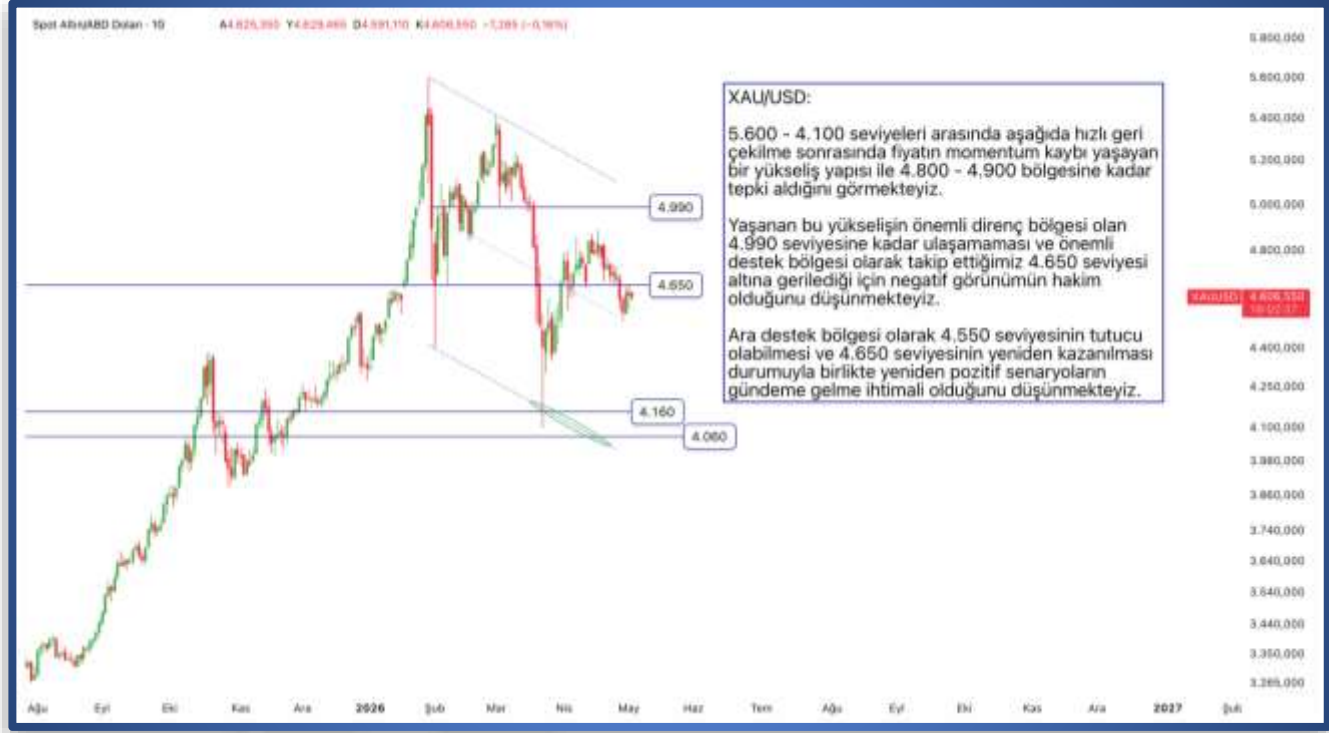 Spot Altın/ABD Doları · 1G
5.800,000
5.600,000
5.400,000
5.200,000
5.000,000
4.800,000
4.400,000
4.250,000
4.100,000
3.980,000
3.860,000
3.740,000
3.640,000
3.540,000
3.440,000
3.350,000
3.265,000
XAUUSD 4.606,550
4.990
4.650
4.160
4.060
XAU/USD:
5.600 - 4.100 seviyeleri arasında aşağıda hızlı geri
çekilme sonrasında fiyatın momentum kaybı yaşayan
bir yükseliş yapısı ile 4.800 - 4.900 bölgesine kadar
tepki aldığını görmekteyiz.
Yaşanan bu yükselişin önemli direnç bölgesi olan
4.990 seviyesine kadar ulaşamaması ve önemli
destek bölgesi olarak takip ettiğimiz 4.650 seviyesi
altına gerilediği için negatif görünümün hakim
olduğunu düşünmekteyiz.
Ara destek bölgesi olarak 4.550 seviyesinin tutucu
olabilmesi ve 4.650 seviyesinin yeniden kazanılması
durumuyla birlikte yeniden pozitif senaryoların
gündeme gelme ihtimali olduğunu düşünmekteyiz.
Ağu Eyl Eki Kas Ara 2026 Şub Mar Nis May Haz Tem Ağu Eyl Eki Kas Ara 2027 Şub